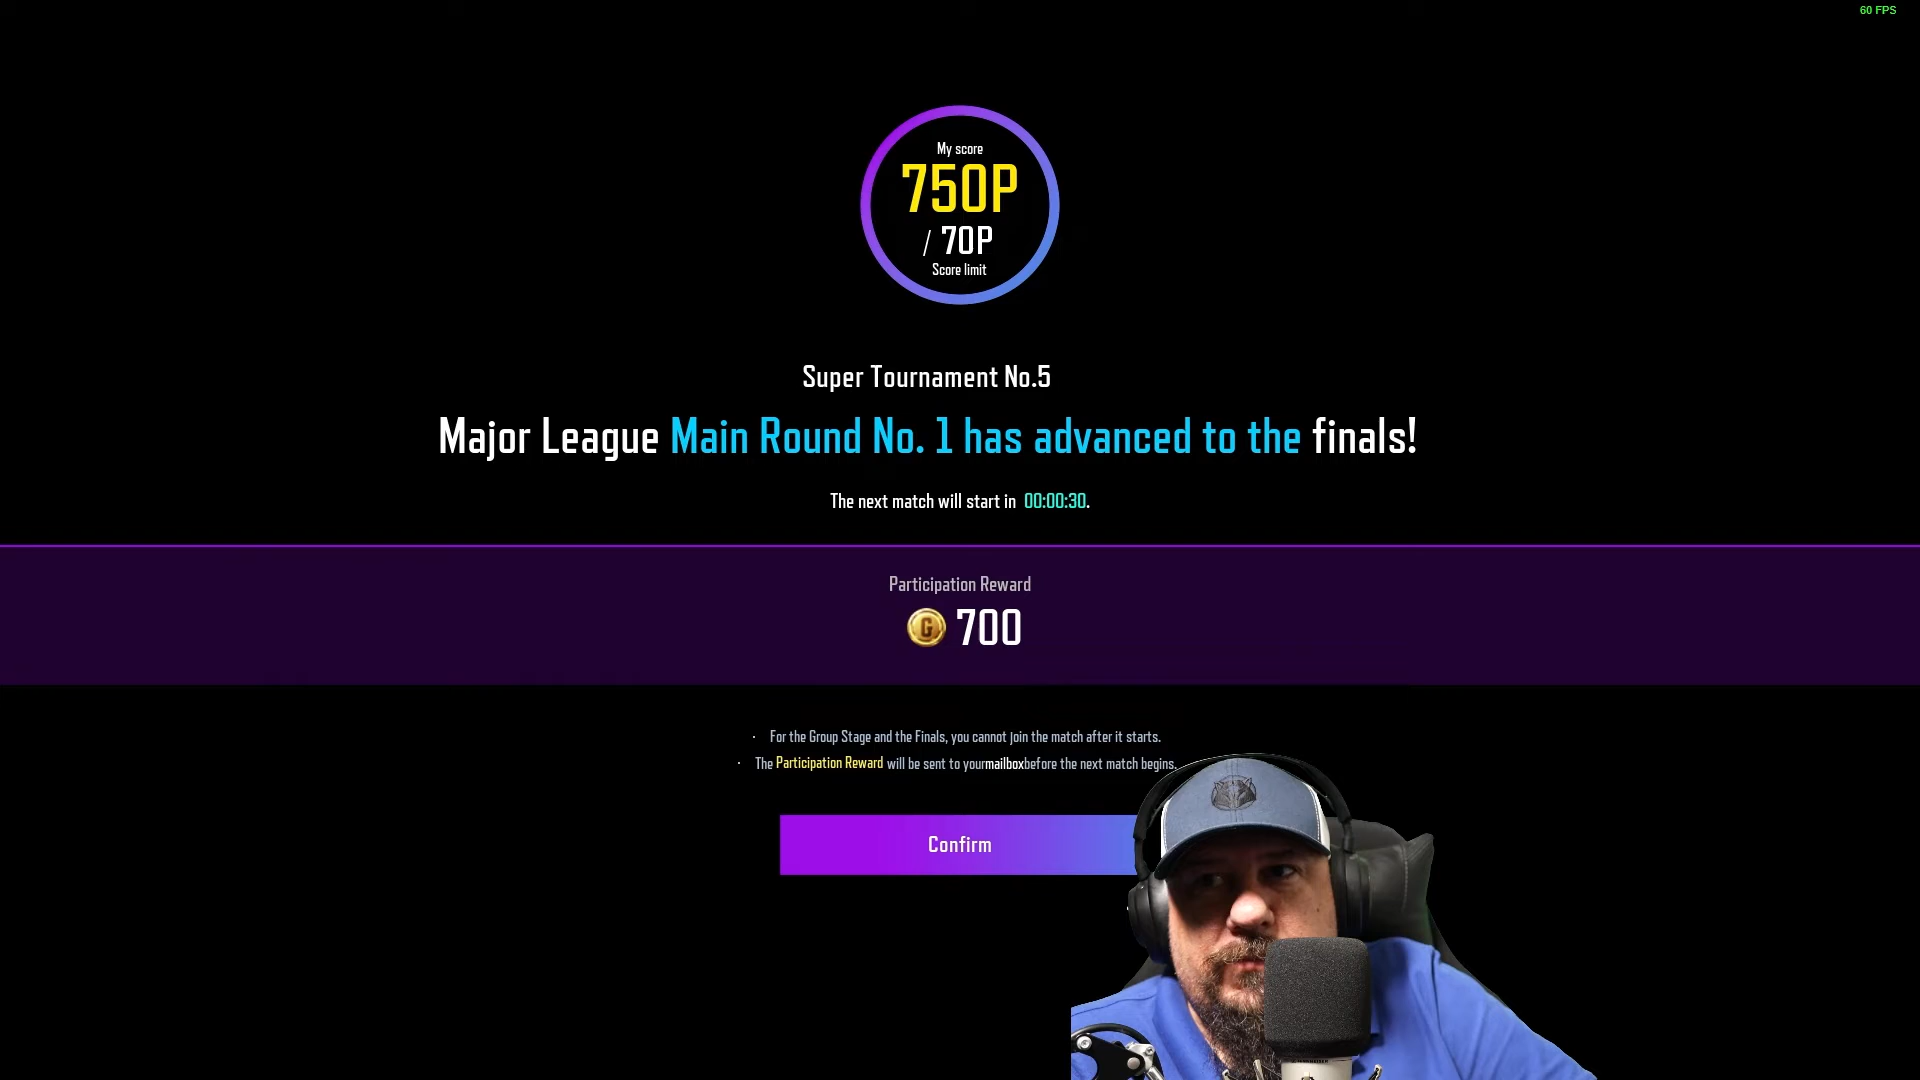 60 FPS
My score
750P
/ 70P
Score limit
Super Tournament No.5
Major League Main Round No. 1 has advanced to the finals!
The next match will start in 00:00:30.
Participation Reward
G 700
· For the Group Stage and the Finals, you cannot join the match after it starts.
· The Participation Reward will be sent to yourmailboxbefore the next match begins.
Confirm